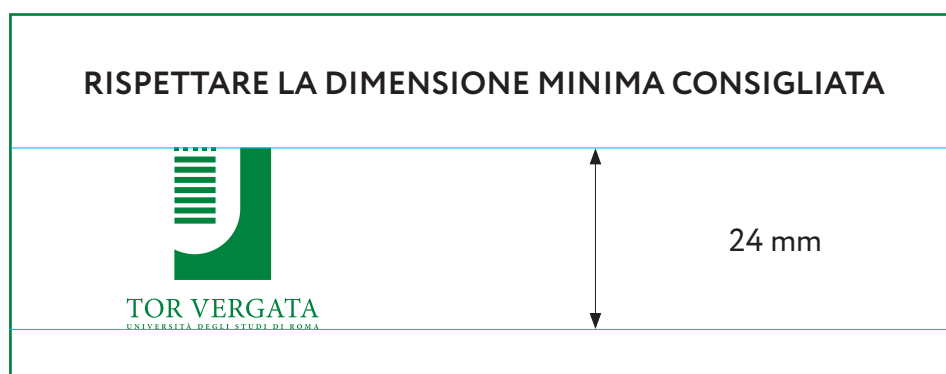 RISPETTARE LA DIMENSIONE MINIMA CONSIGLIATA
24 mm
TOR VERGATA
UNIVERSITÀ DEGLI STUDI DI ROMA